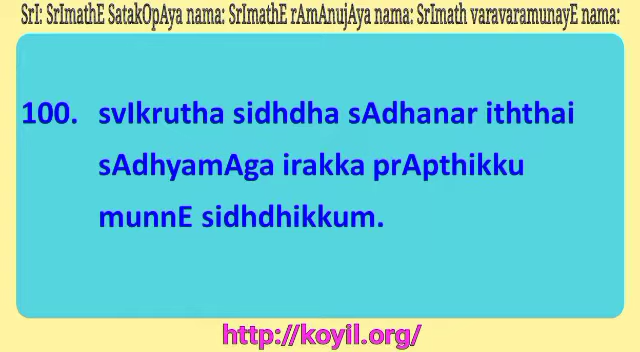 SrI: SrImathE SatakOpAya nama: SrImathE rAmAnujAya nama: SrImath varavaramunayE nama:
100. svIkrutha sidhdha sAdhanar iththai
sAdhyamAga irakka prApthikku
munnE sidhdhikkum.
http://koyil.org/